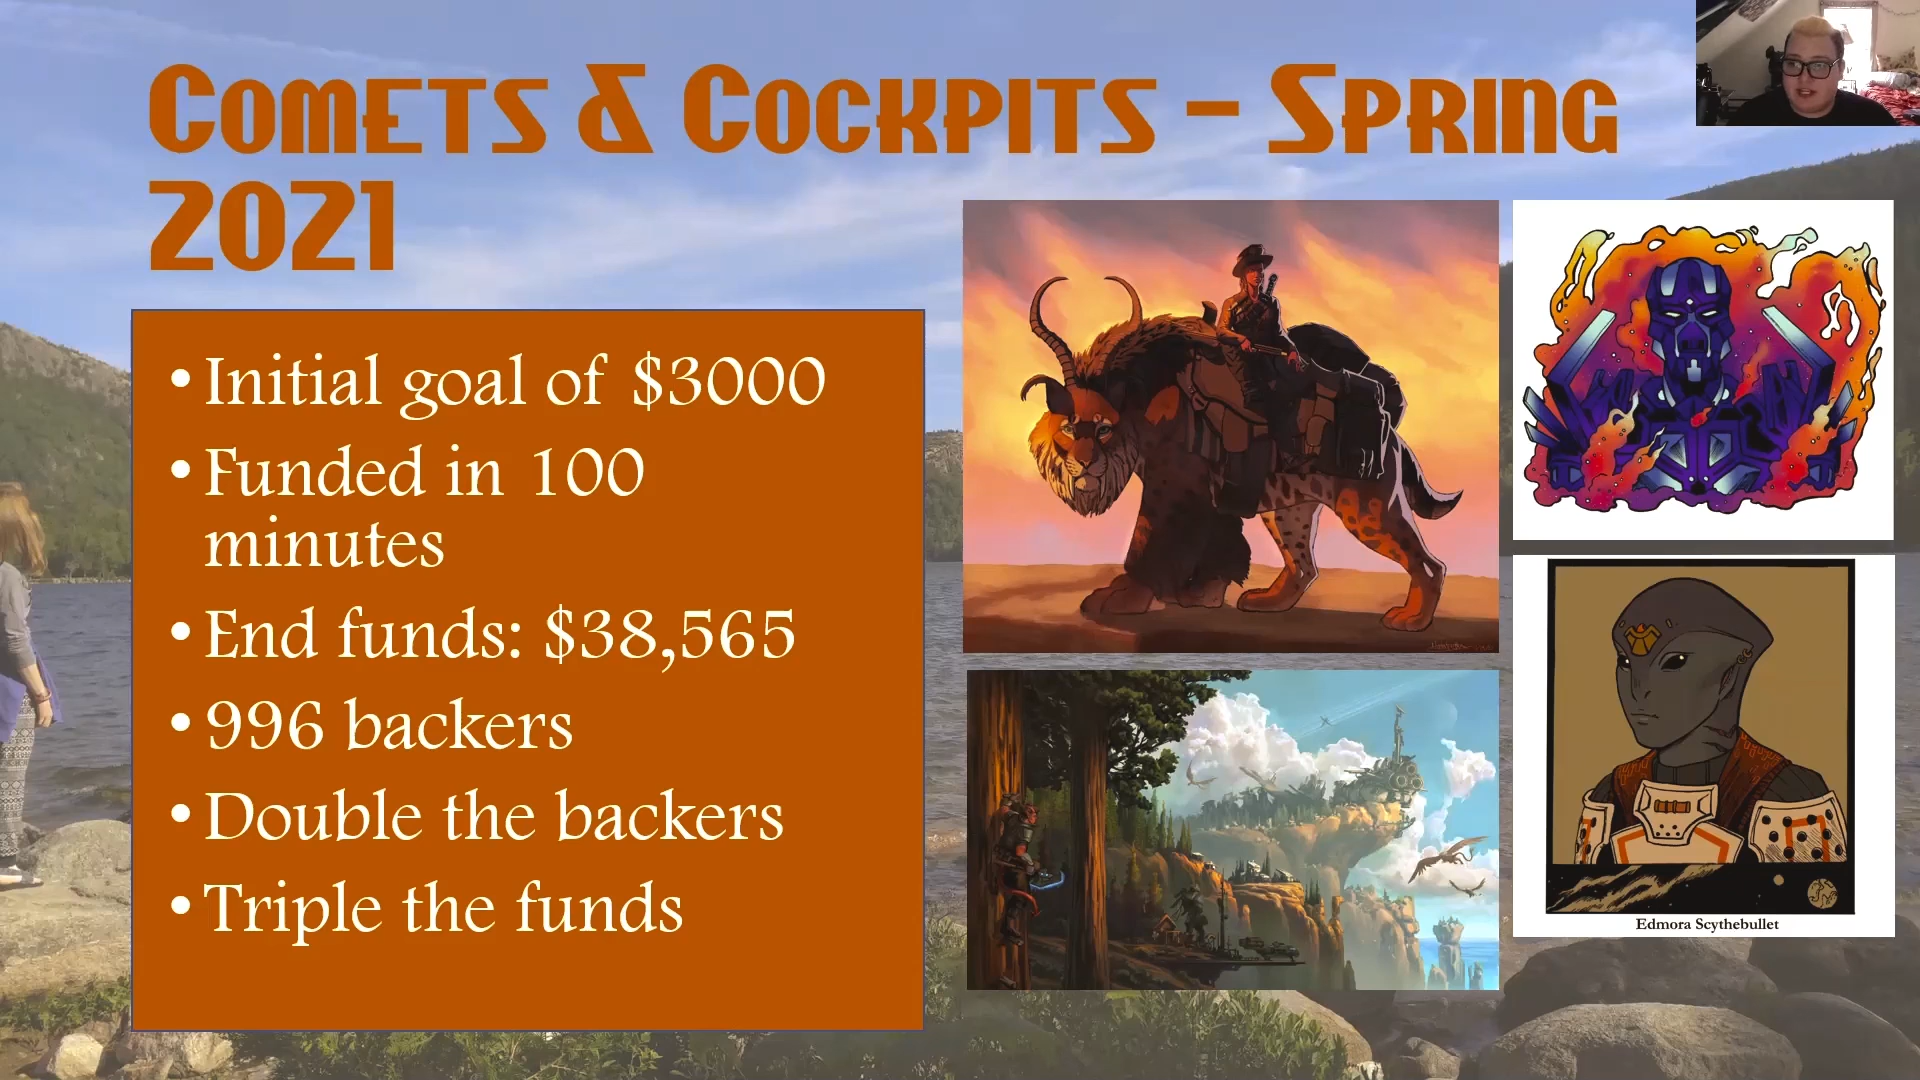 Comets & Cockpits – Spring
2021
• Initial goal of $3000
• Funded in 100
minutes
• End funds: $38,565
• 996 backers
• Double the backers
• Triple the funds
Edmora Scythebullet